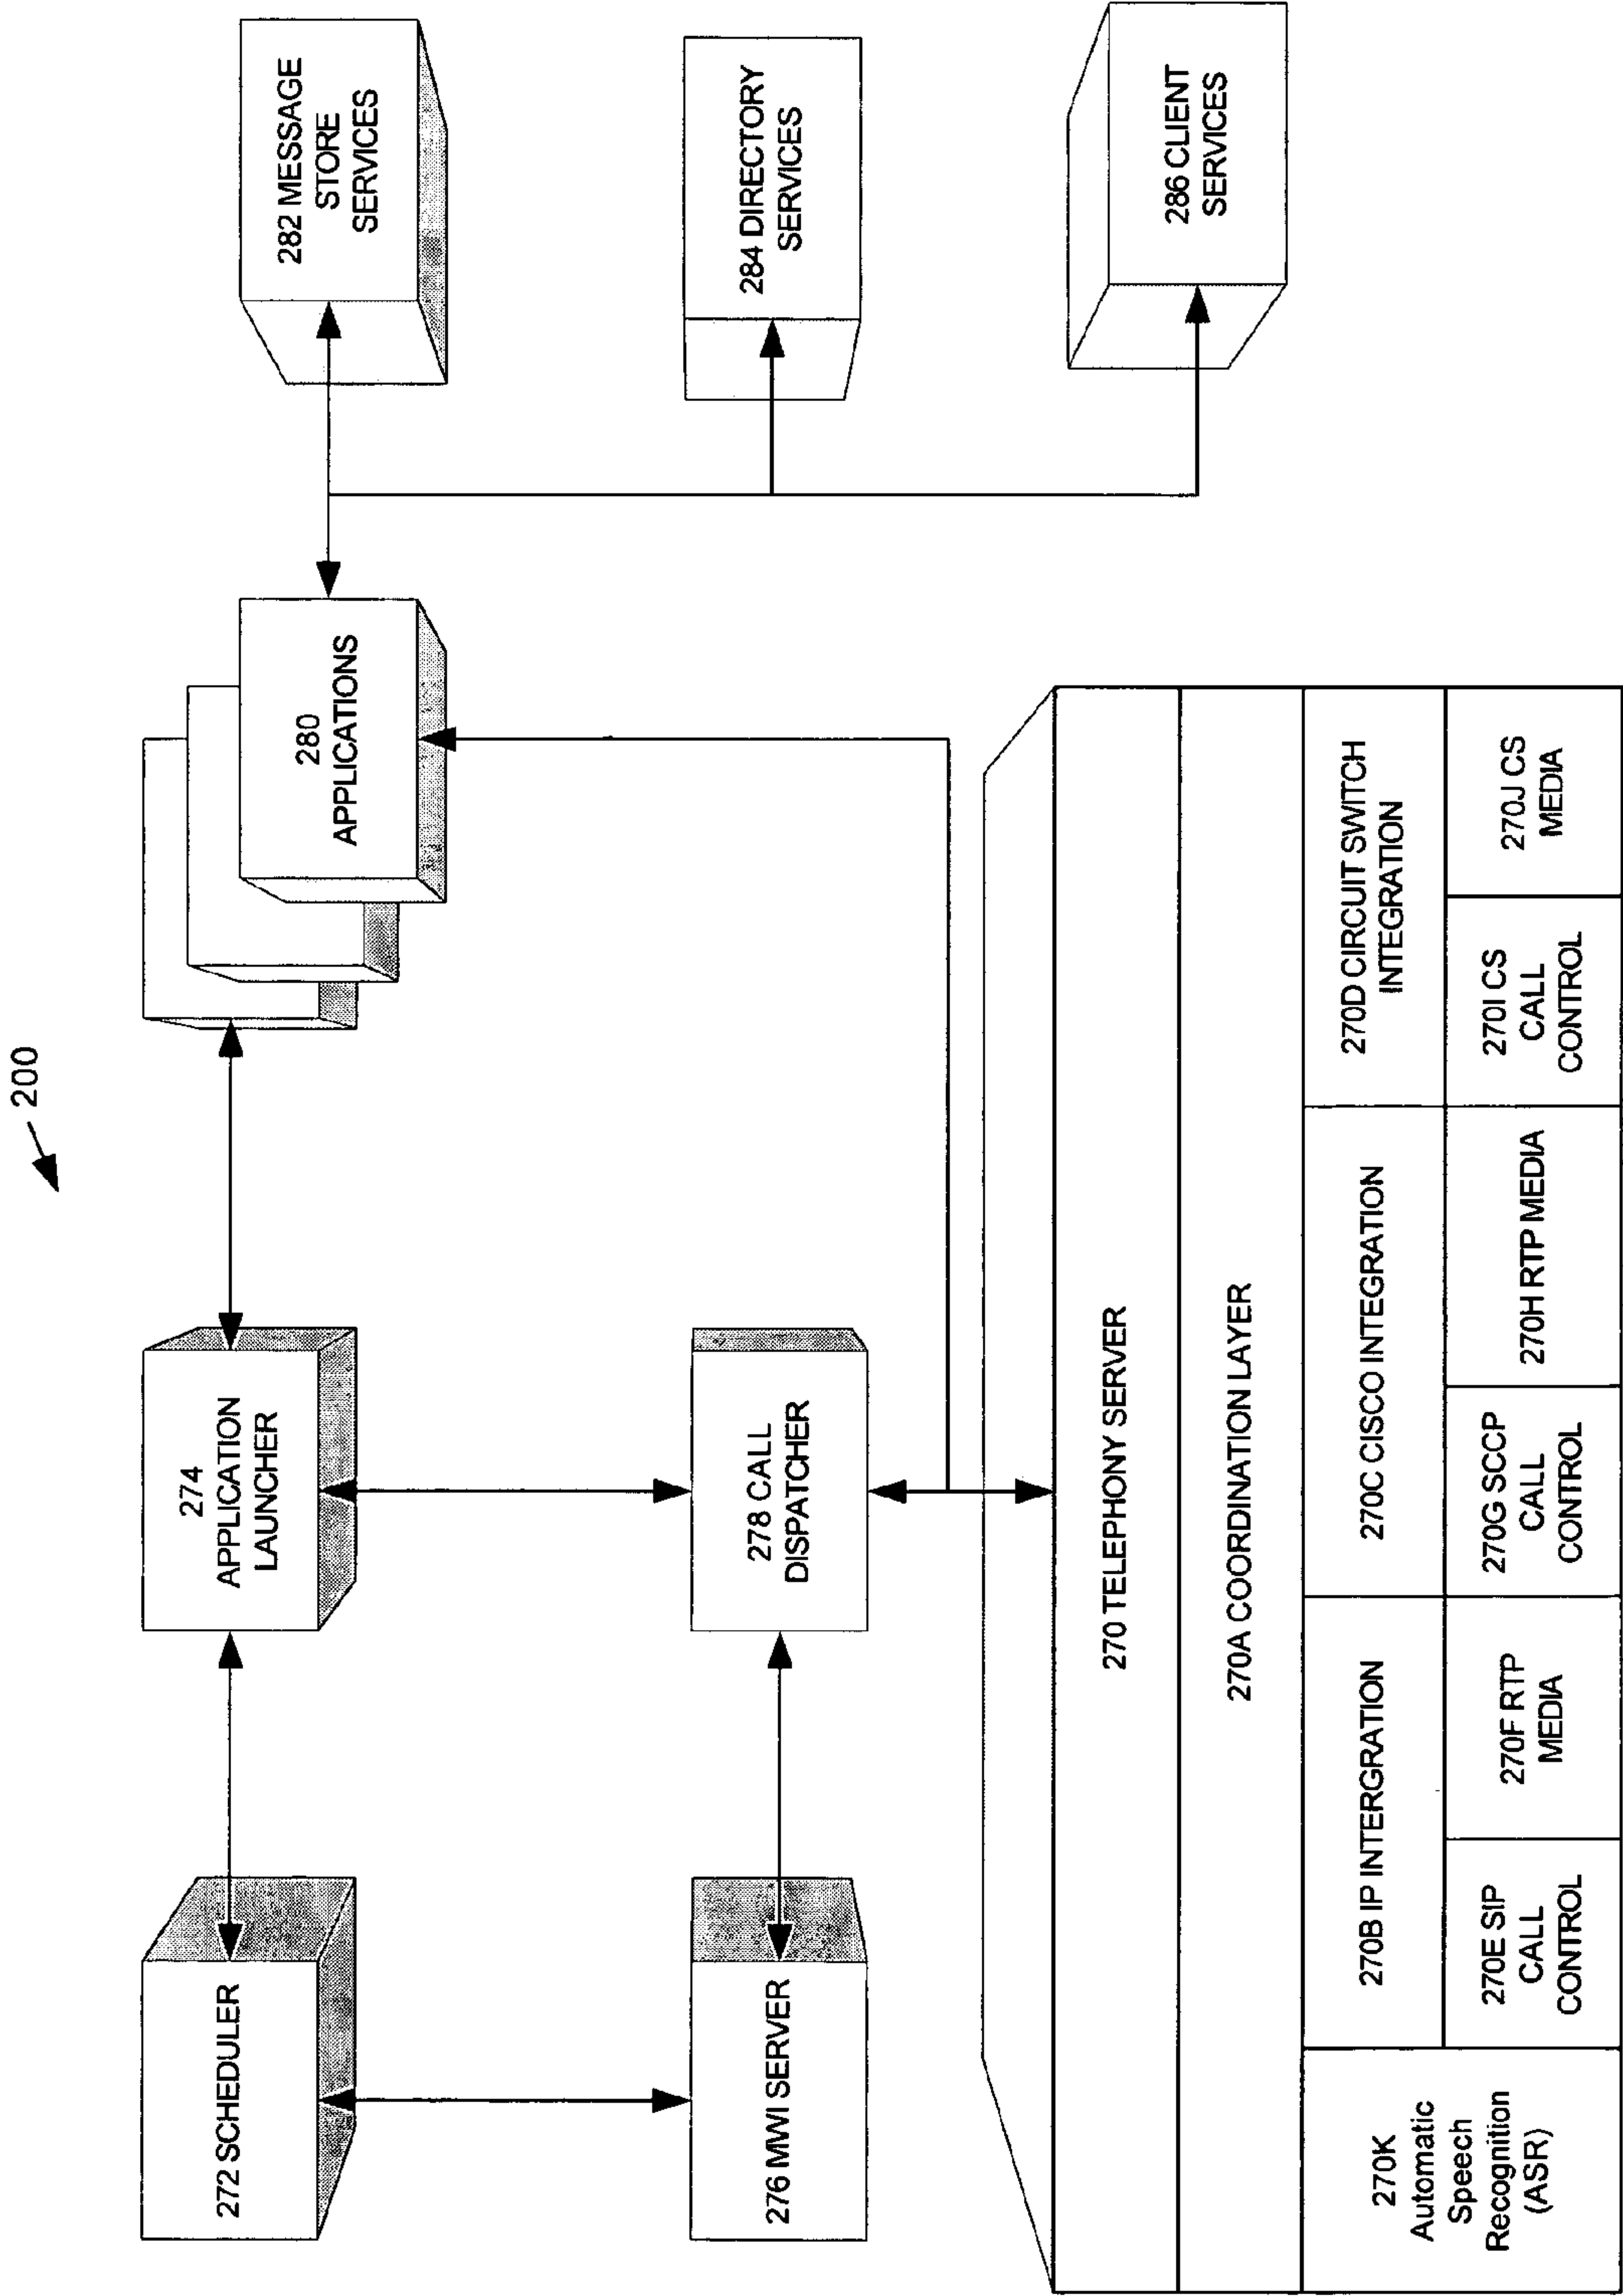 200
272 SCHEDULER
274
APPLICATION
LAUNCHER
280
APPLICATIONS
282 MESSAGE
STORE
SERVICES
276 MWI SERVER
278 CALL
DISPATCHER
284 DIRECTORY
SERVICES
286 CLIENT
SERVICES
270 TELEPHONY SERVER
270A COORDINATION LAYER
270K
Automatic
Speech
Recognition
(ASR)
270B IP INTERGRATION
270C CISCO INTEGRATION
270D CIRCUIT SWITCH
INTEGRATION
270E SIP
CALL
CONTROL
270F RTP
MEDIA
270G SCCP
CALL
CONTROL
270H RTP MEDIA
270I CS
CALL
CONTROL
270J CS
MEDIA